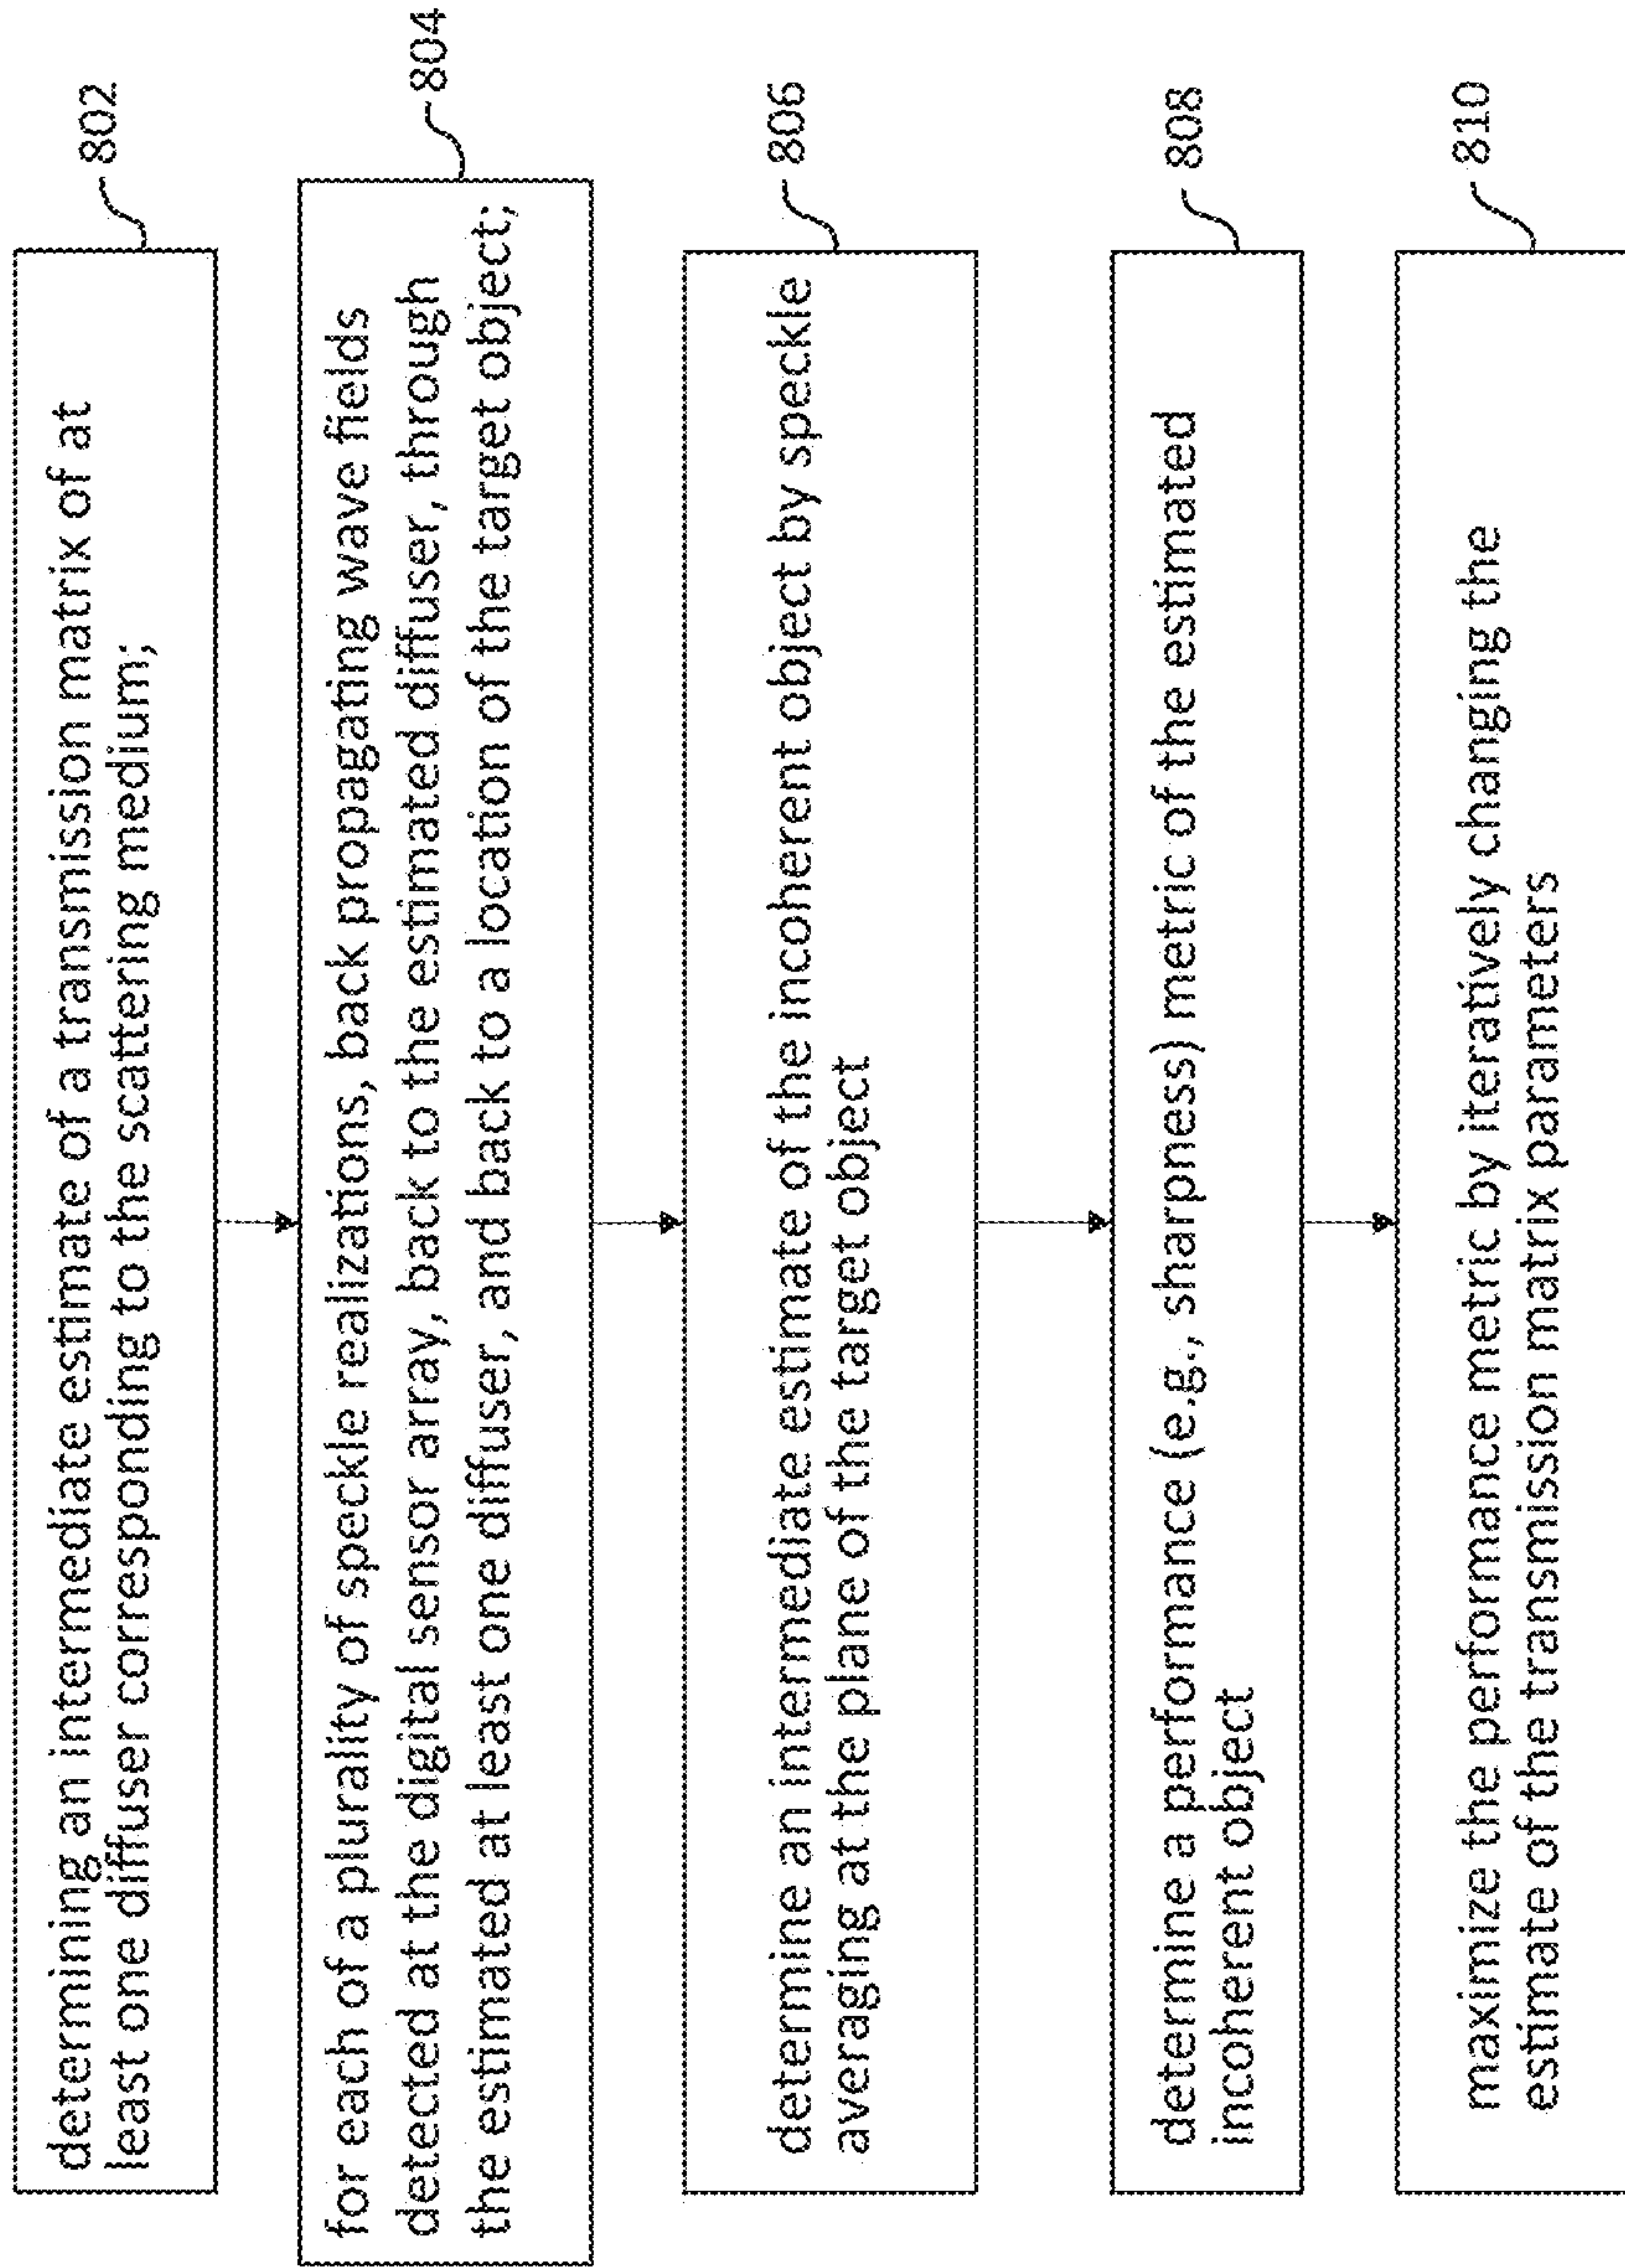 determining an intermediate estimate of a transmission matrix of at
least one diffuser corresponding to the scattering medium;
802
for each of a plurality of speckle realizations, back propagating wave fields
detected at the digital sensor array, back to the estimated diffuser, through
the estimated at least one diffuser, and back to a location of the target object;
804
determine an intermediate estimate of the incoherent object by speckle
averaging at the plane of the target object
806
determine a performance (e.g., sharpness) metric of the estimated
incoherent object
808
maximize the performance metric by iteratively changing the
estimate of the transmission matrix parameters
810